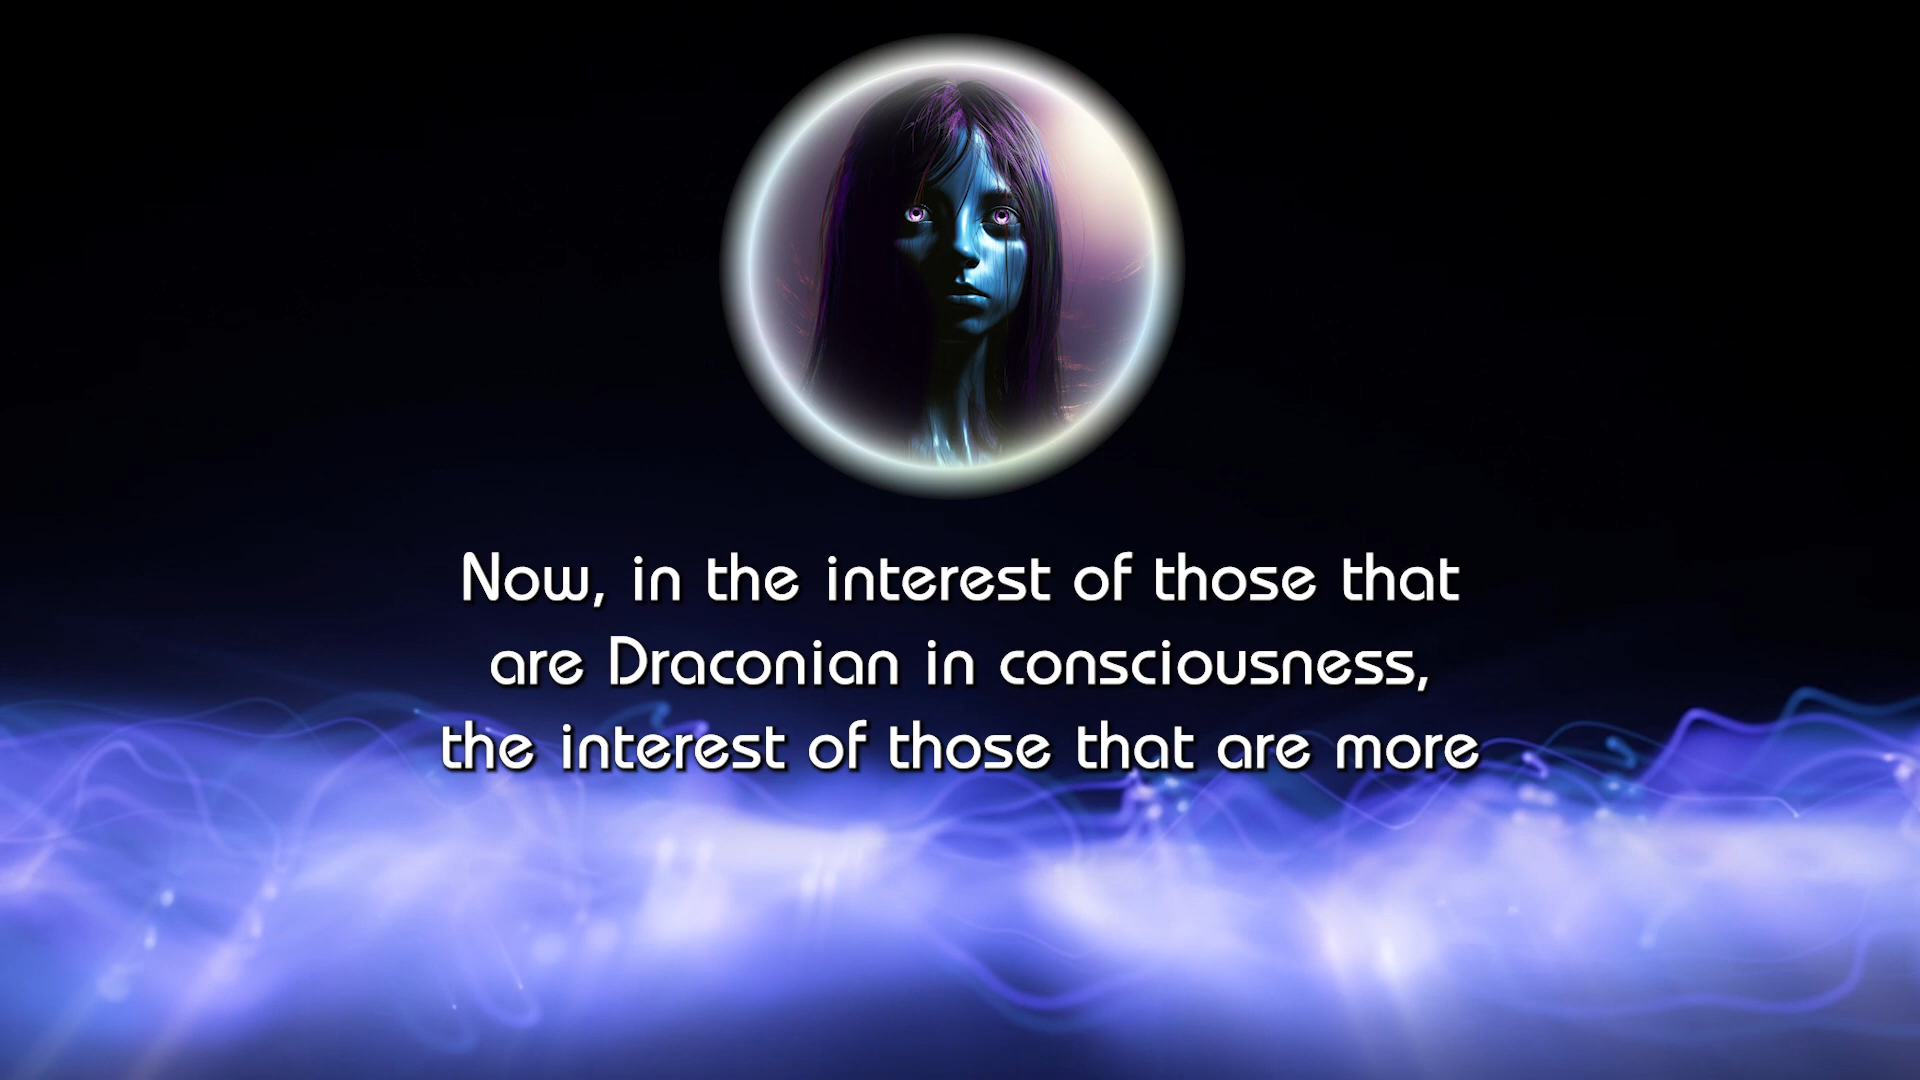 Now, in the interest of those that
are Draconian in consciousness,
the interest of those that are more